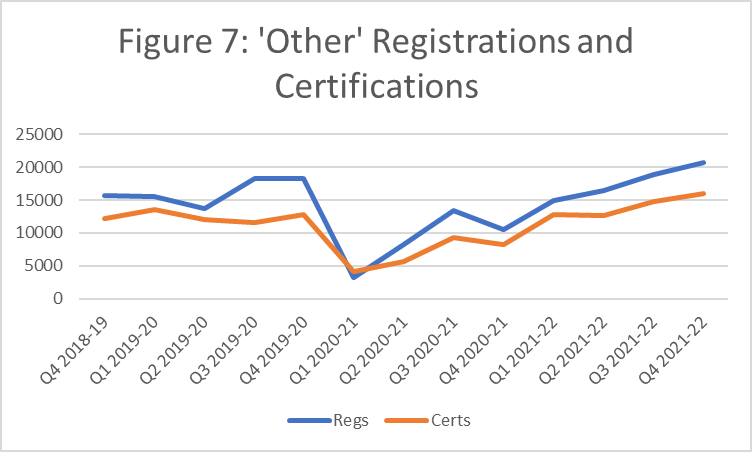 Figure 7: 'Other' Registrations and
Certifications
25000
20000
15000
10000
5000
0
Q4 2018-19
Q1 2019-20
Q2 2019-20
Q3 2019-20
Q4 2019-20
Q1 2020-21
Q2 2020-21
Q3 2020-21
Q4 2020-21
Q1 2021-22
Q2 2021-22
Q3 2021-22
Q4 2021-22
Regs Certs